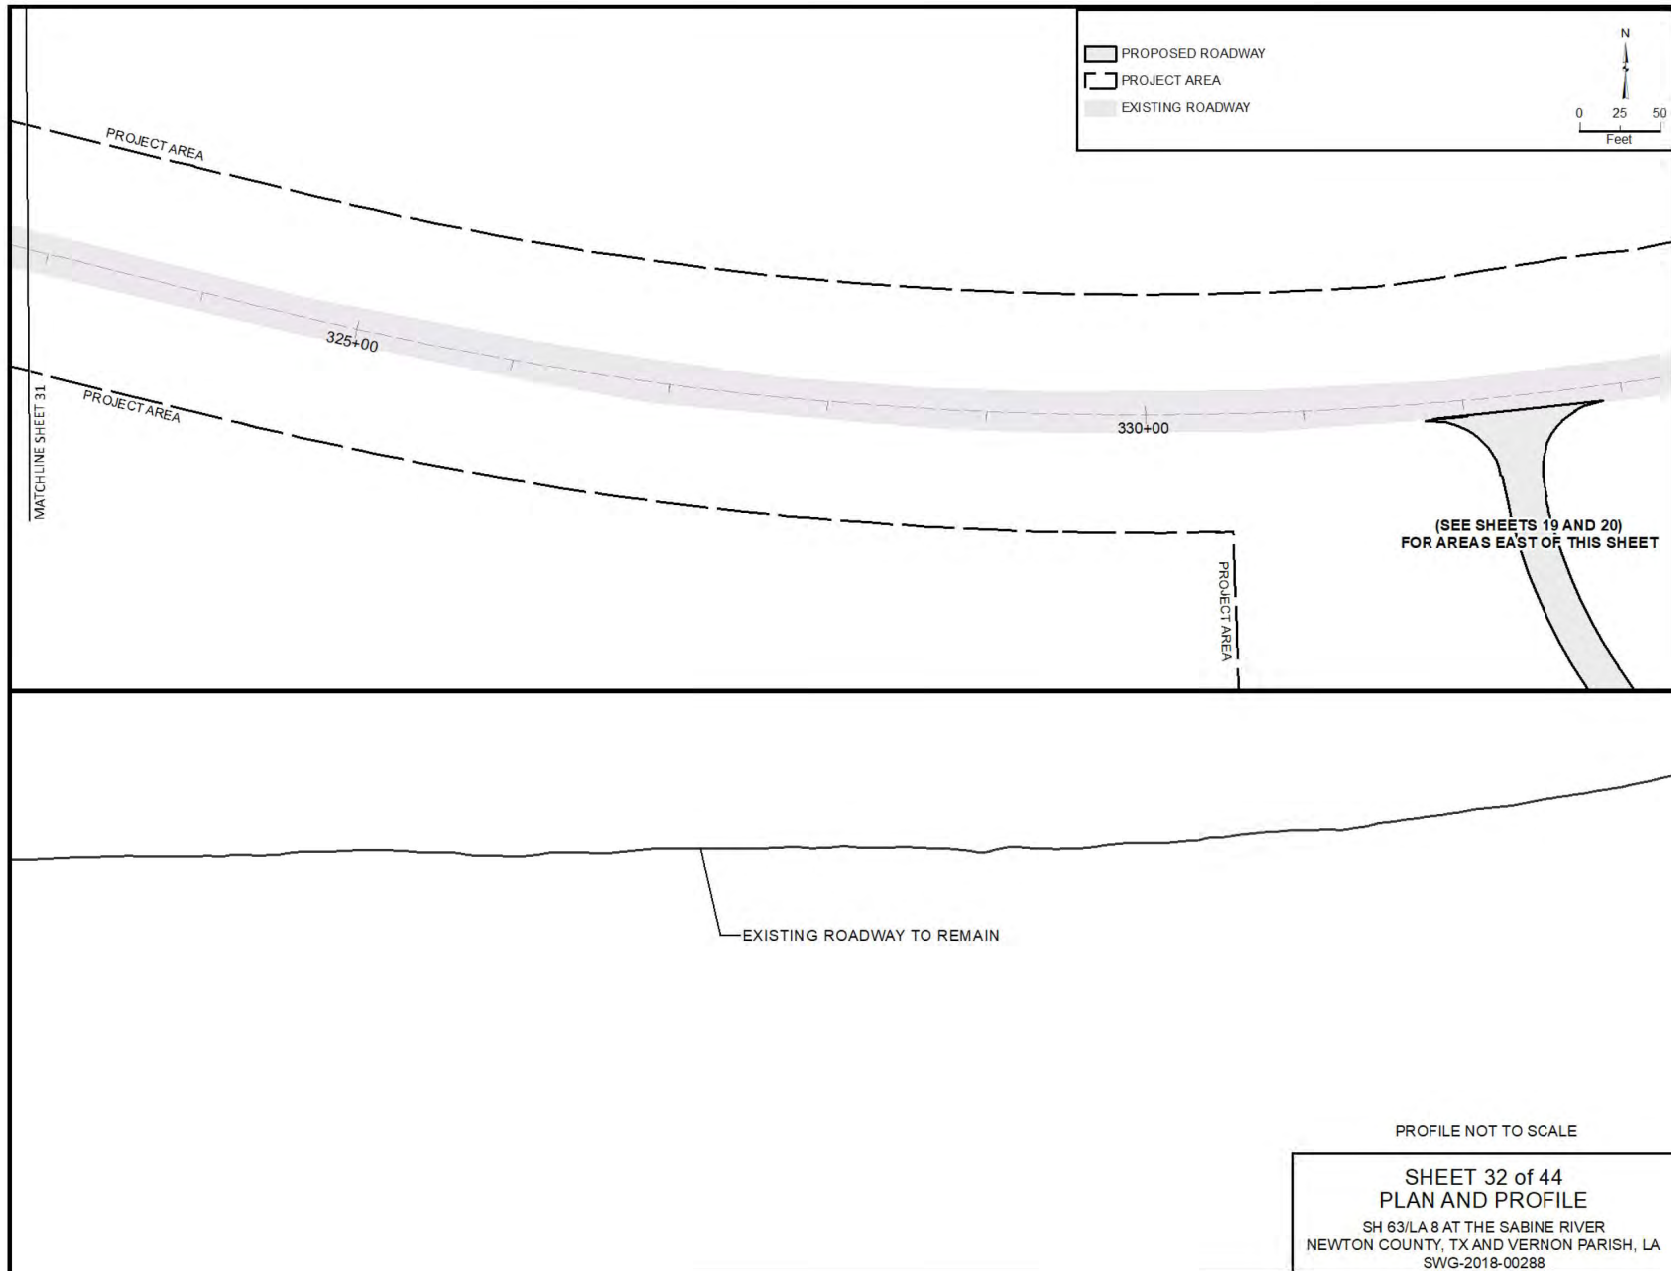 PROPOSED ROADWAY
PROJECT AREA
EXISTING ROADWAY
N
0 25 50
Feet
PROJECT AREA
325+00
PROJECT AREA
MATCHLINE SHEET 31
330+00
(SEE SHEETS 19 AND 20)
FOR AREAS EAST OF THIS SHEET
PROJECT AREA
EXISTING ROADWAY TO REMAIN
PROFILE NOT TO SCALE
SHEET 32 of 44
PLAN AND PROFILE
SH 63/LA 8 AT THE SABINE RIVER
NEWTON COUNTY, TX AND VERNON PARISH, LA
SWG-2018-00288